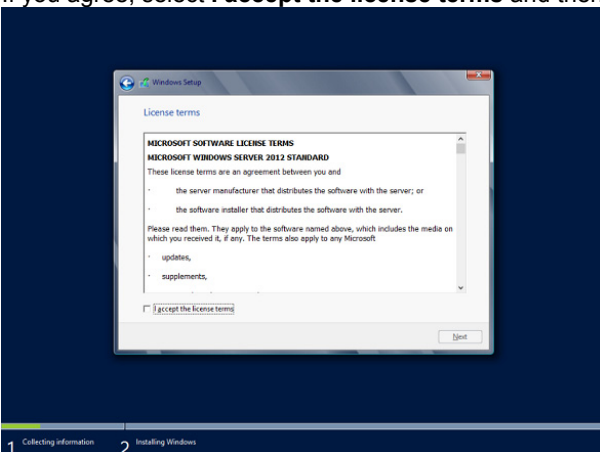 If you agree, select I accept the license terms and then
Windows Setup
License terms
MICROSOFT SOFTWARE LICENSE TERMS
MICROSOFT WINDOWS SERVER 2012 STANDARD
These license terms are an agreement between you and
· the server manufacturer that distributes the software with the server; or
· the software installer that distributes the software with the server.
Please read them. They apply to the software named above, which includes the media on
which you received it, if any. The terms also apply to any Microsoft
· updates,
· supplements,
I accept the license terms
Next
1 Collecting information 2 Installing Windows